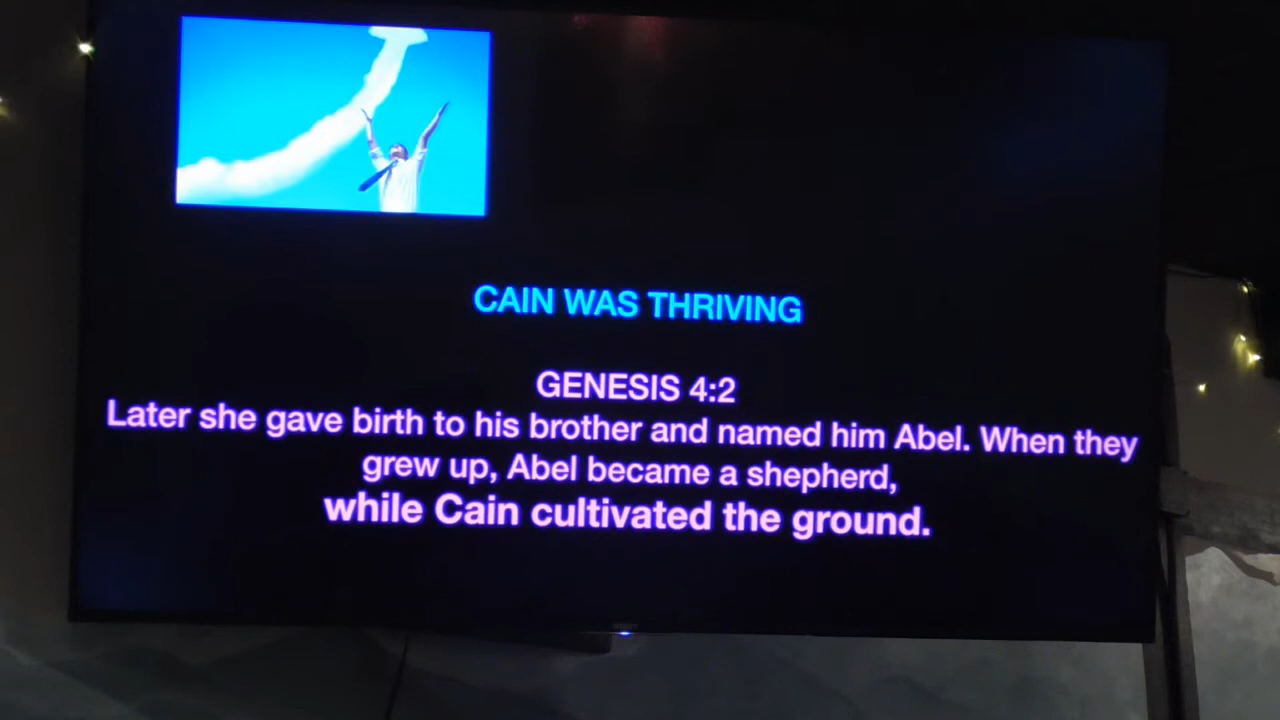 CAIN WAS THRIVING
GENESIS 4:2
Later she gave birth to his brother and named him Abel. When they
grew up, Abel became a shepherd,
while Cain cultivated the ground.